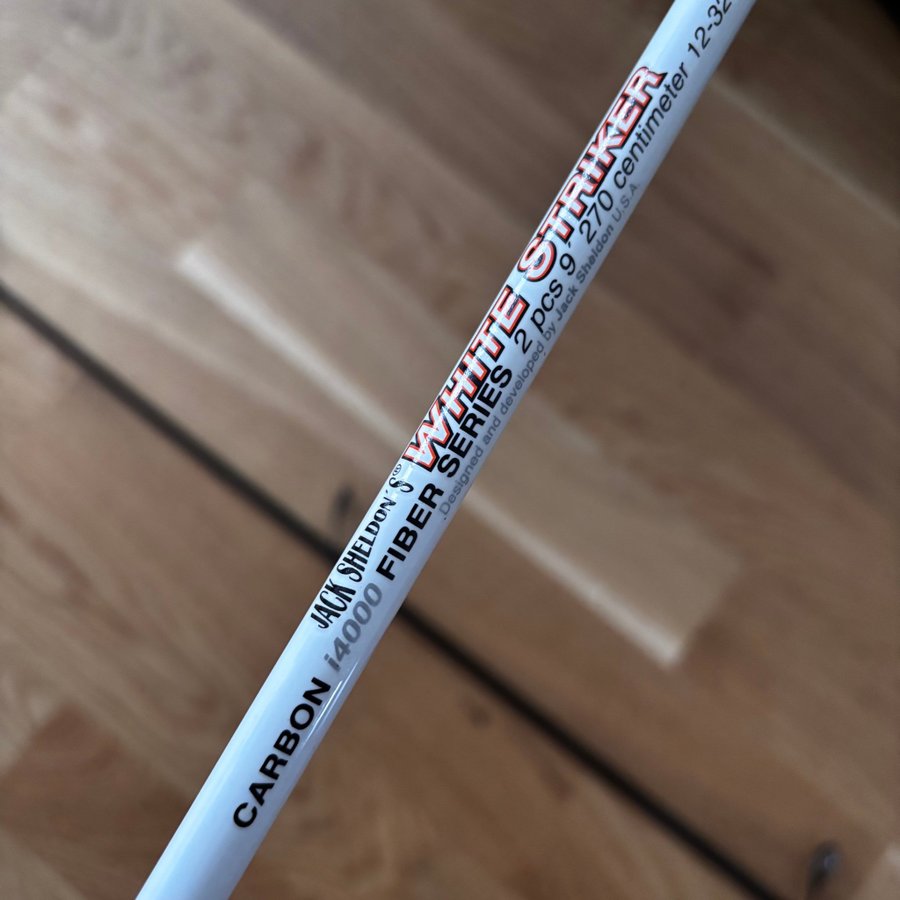 JACK SHELDON'S® WHITE STRIKER
CARBON i4000 FIBER SERIES 2 pcs 9' 270 centimeter 12-32
Designed and developed by Jack Sheldon U.S.A